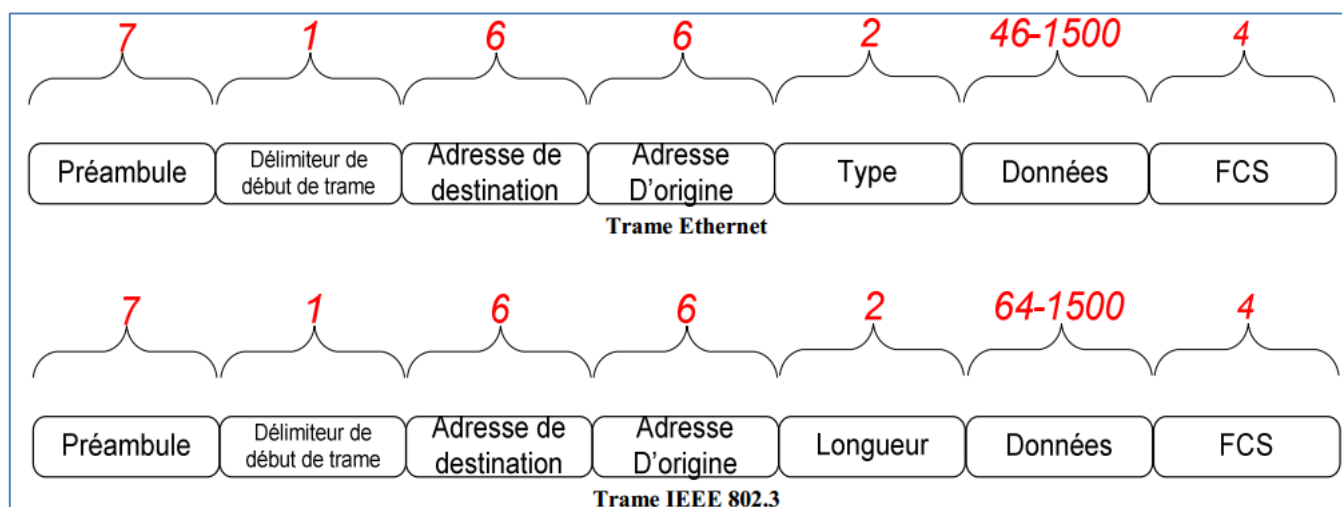 7 1 6 6 2 46-1500 4
Préambule Délimiteur de début de trame Adresse de destination Adresse D'origine Type Données FCS
Trame Ethernet
7 1 6 6 2 64-1500 4
Préambule Délimiteur de début de trame Adresse de destination Adresse D'origine Longueur Données FCS
Trame IEEE 802.3